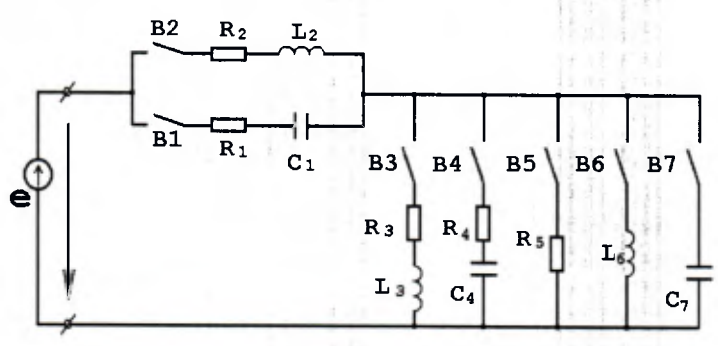 B2 R2 L2
B1 R1 C1
B3 B4 B5 B6 B7
e
R3 R4 R5 L6
L3 C4 C7